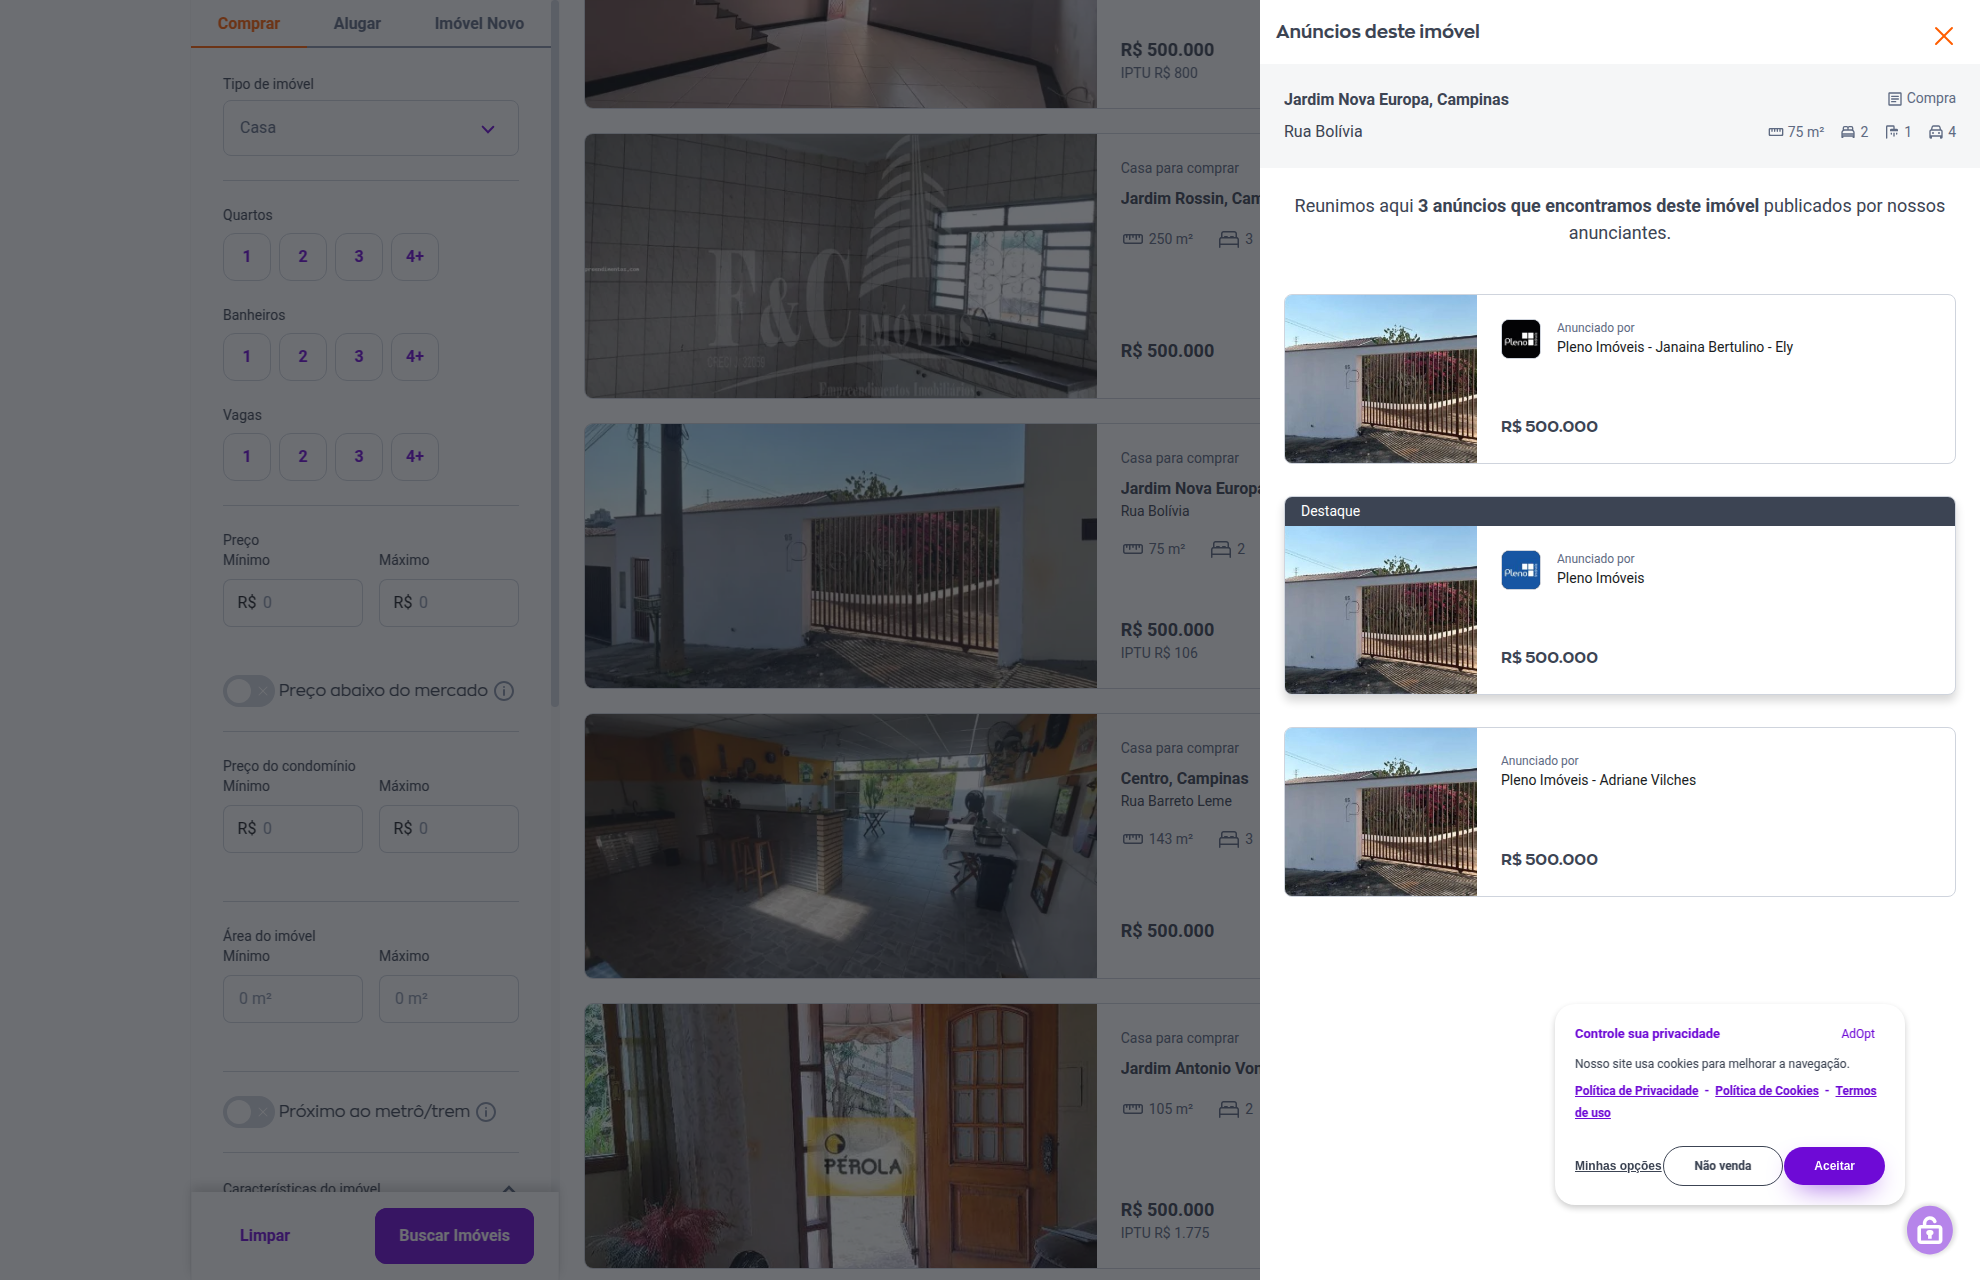 Comprar Alugar Imóvel Novo
Tipo de imóvel
Casa
Quartos
1 2 3 4+
Banheiros
1 2 3 4+
Vagas
1 2 3 4+
Preço
Mínimo Máximo
R$ 0 R$ 0
Preço abaixo do mercado
Preço do condomínio
Mínimo Máximo
R$ 0 R$ 0
Área do imóvel
Mínimo Máximo
0 m² 0 m²
Próximo ao metrô/trem
Características do imóvel
Limpar Buscar Imóveis
R$ 500.000
IPTU R$ 800
F&C IMÓVEIS
Empreendimentos Imobiliários
Casa para comprar
Jardim Rossin, Cam
250 m² 3
R$ 500.000
Casa para comprar
Jardim Nova Europa
Rua Bolívia
75 m² 2
R$ 500.000
IPTU R$ 106
Casa para comprar
Centro, Campinas
Rua Barreto Leme
143 m² 3
R$ 500.000
PÉROLA
Casa para comprar
Jardim Antonio Von
105 m² 2
R$ 500.000
IPTU R$ 1.775
Anúncios deste imóvel
Jardim Nova Europa, Campinas Compra
Rua Bolívia 75 m² 2 1 4
Reunimos aqui 3 anúncios que encontramos deste imóvel publicados por nossos
anunciantes.
Pleno
Anunciado por
Pleno Imóveis - Janaina Bertulino - Ely
R$ 500.000
Destaque
Pleno
Anunciado por
Pleno Imóveis
R$ 500.000
Anunciado por
Pleno Imóveis - Adriane Vilches
R$ 500.000
Controle sua privacidade AdOpt
Nosso site usa cookies para melhorar a navegação.
Política de Privacidade - Política de Cookies - Termos
de uso
Minhas opções Não venda Aceitar